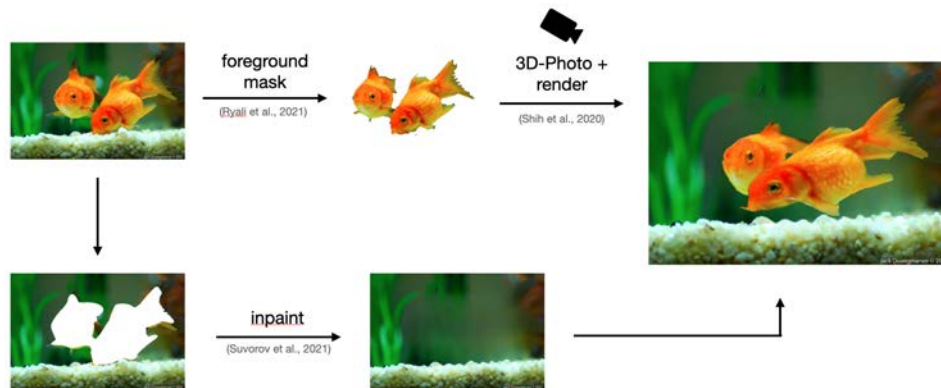 foreground
mask
(Ryali et al., 2021)
3D-Photo +
render
(Shih et al., 2020)
inpaint
(Suvorov et al., 2021)